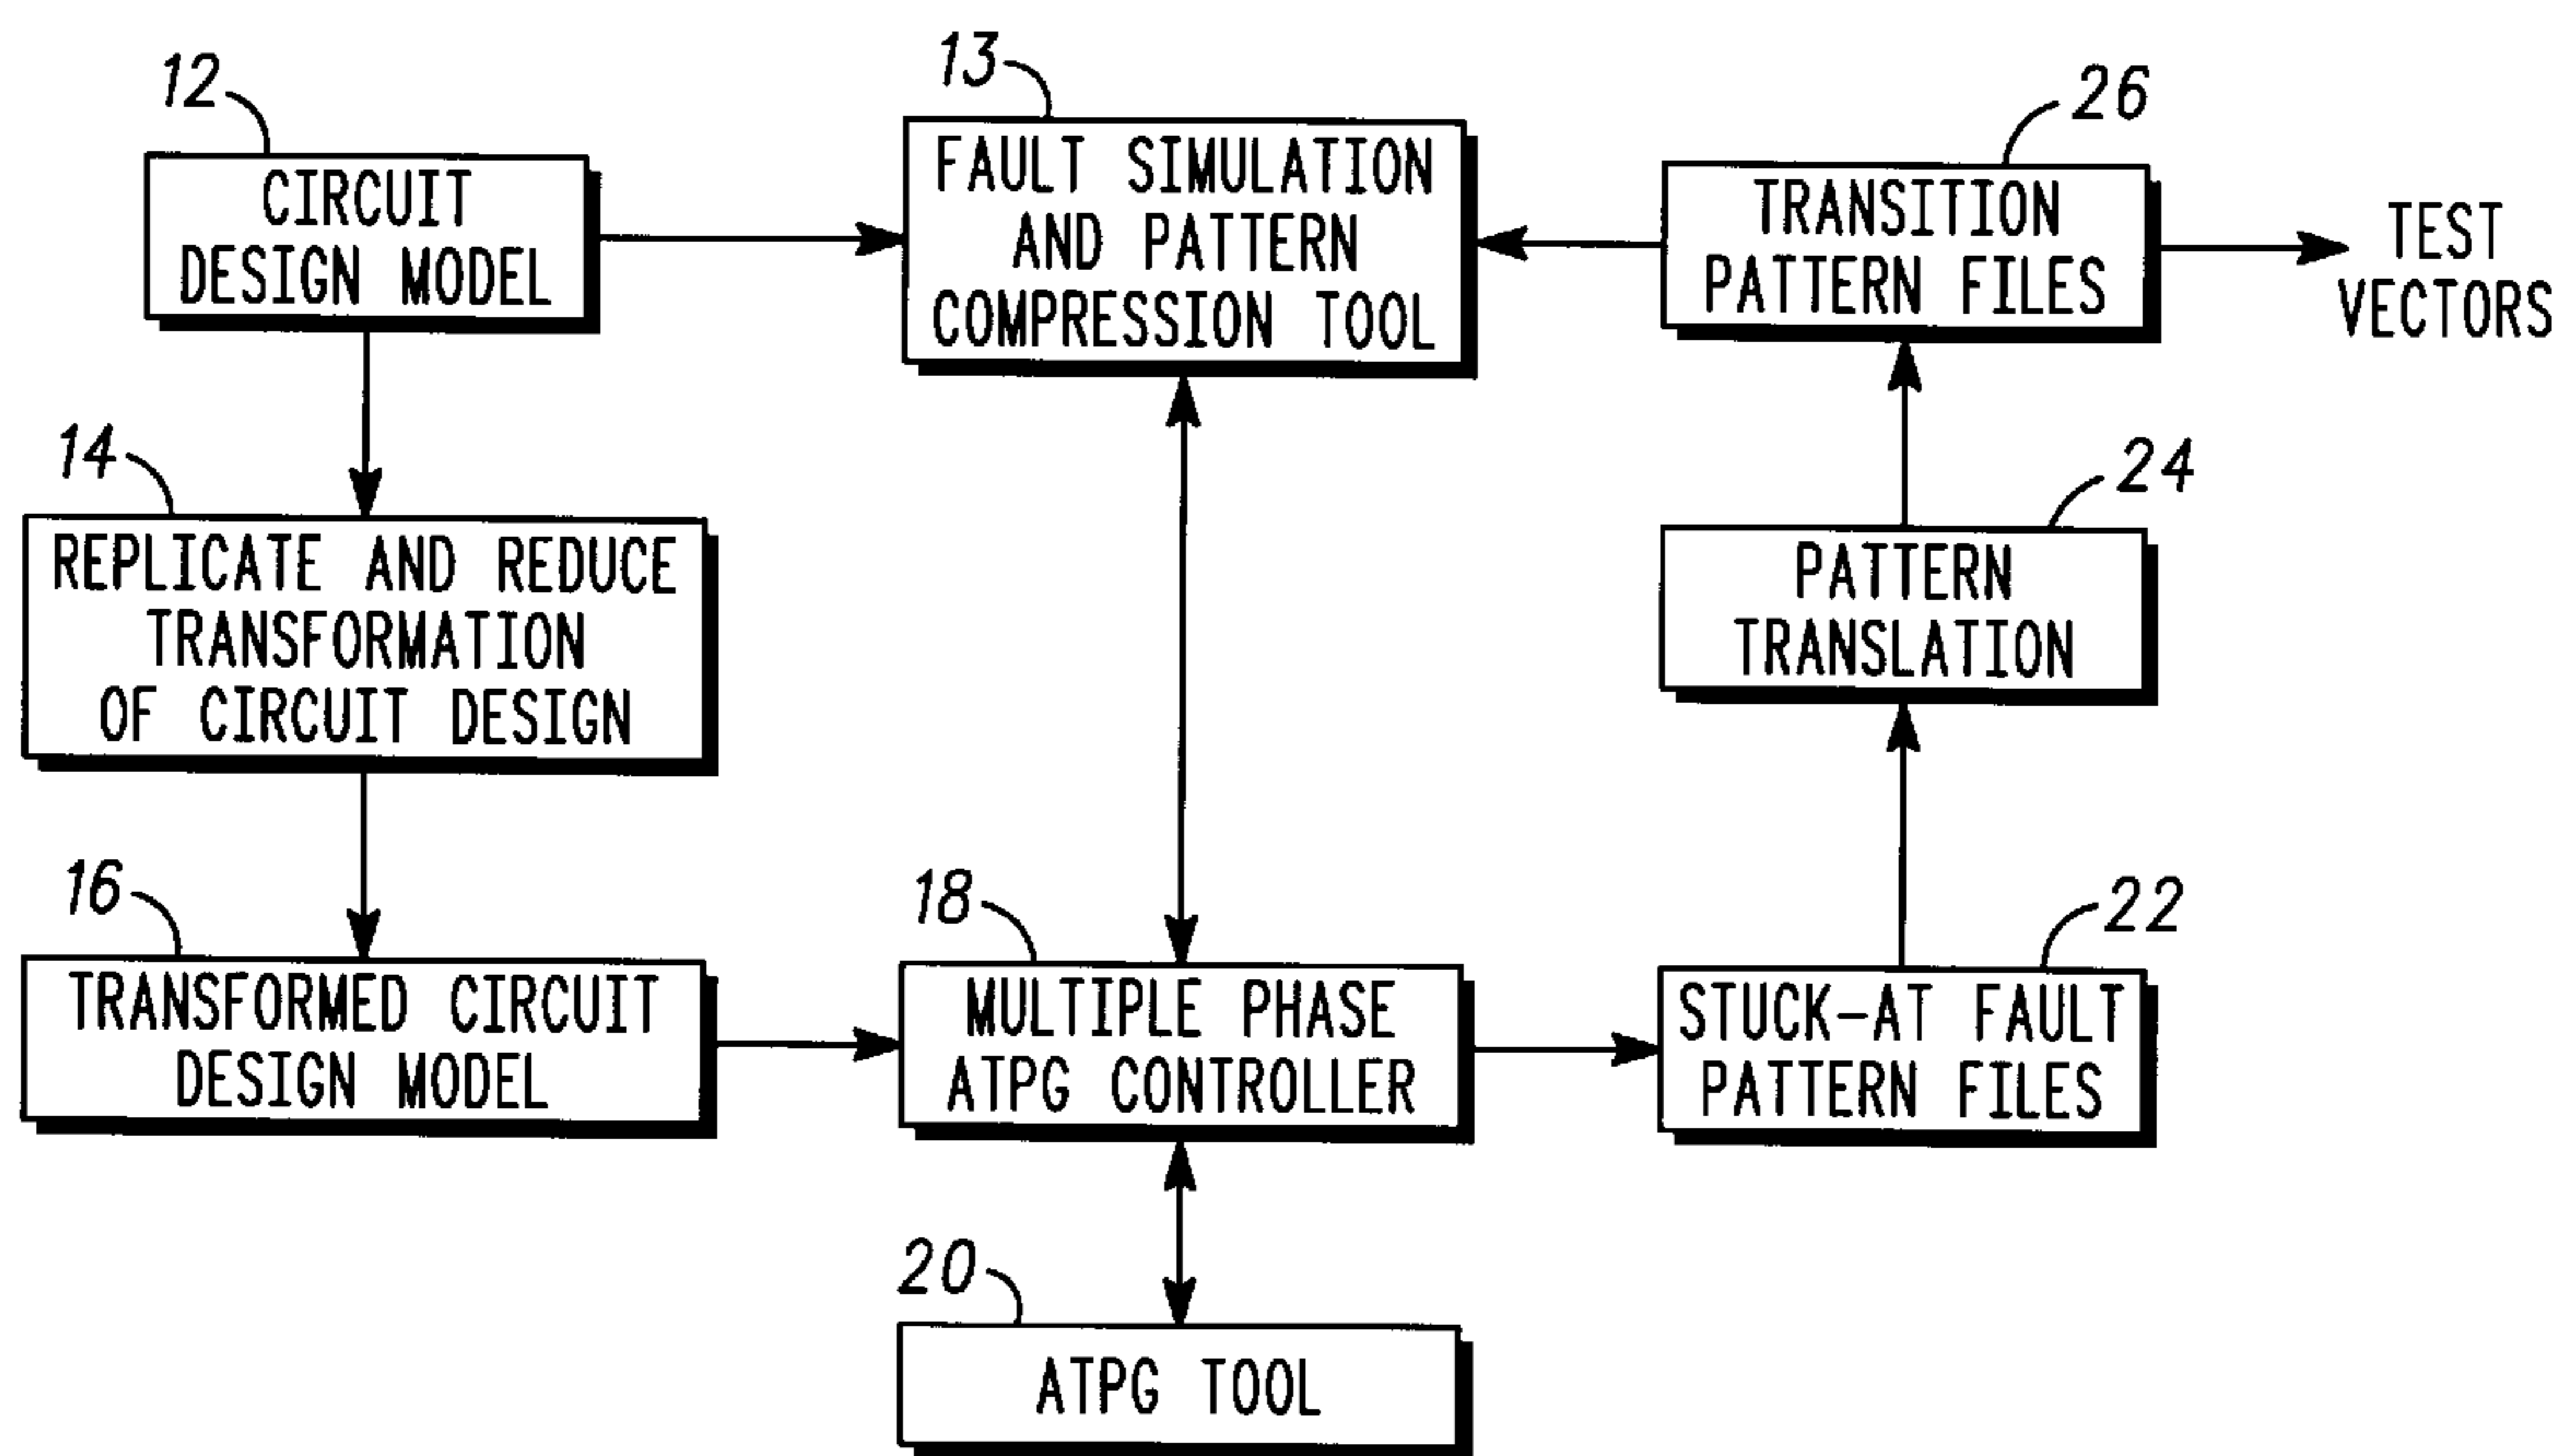 12
CIRCUIT
DESIGN MODEL
13
FAULT SIMULATION
AND PATTERN
COMPRESSION TOOL
26
TRANSITION
PATTERN FILES
TEST
VECTORS
14
REPLICATE AND REDUCE
TRANSFORMATION
OF CIRCUIT DESIGN
24
PATTERN
TRANSLATION
16
TRANSFORMED CIRCUIT
DESIGN MODEL
18
MULTIPLE PHASE
ATPG CONTROLLER
22
STUCK-AT FAULT
PATTERN FILES
20
ATPG TOOL